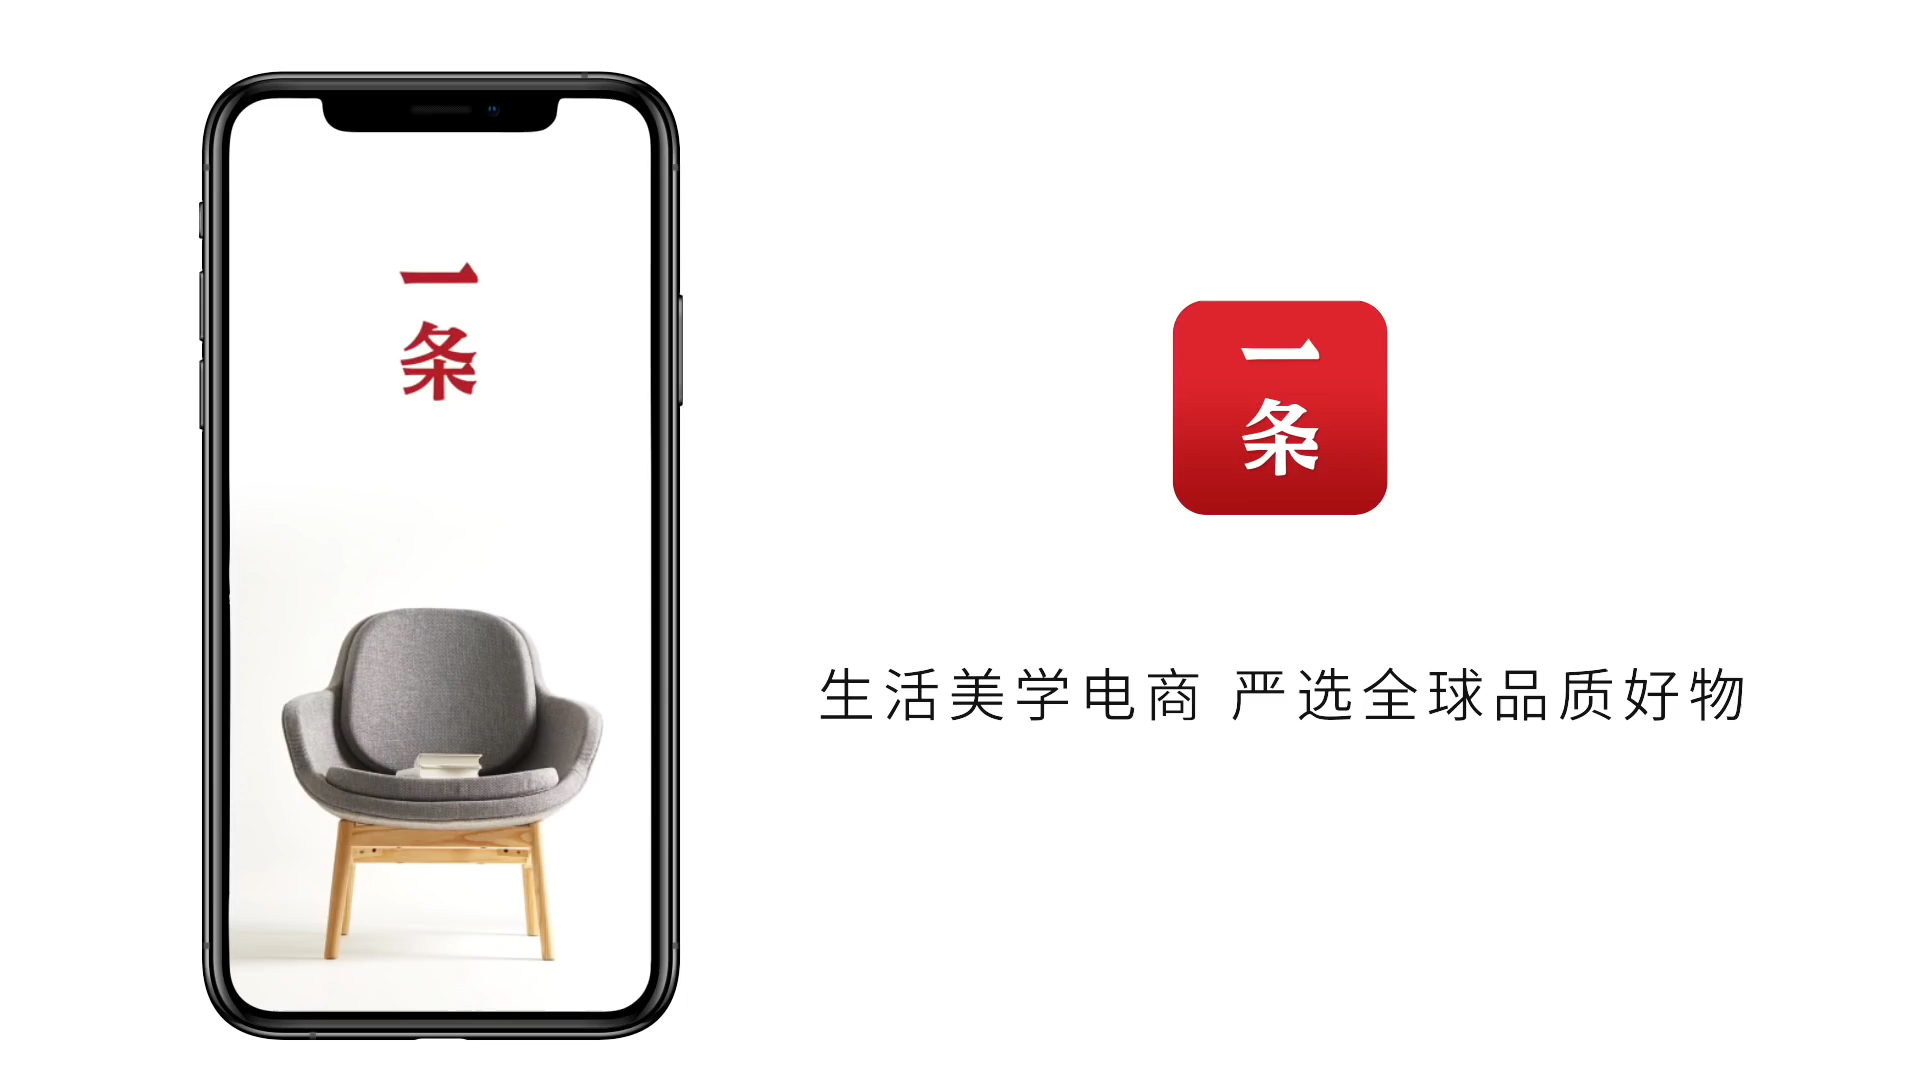 一
条
一
条
生活美学电商 严选全球品质好物